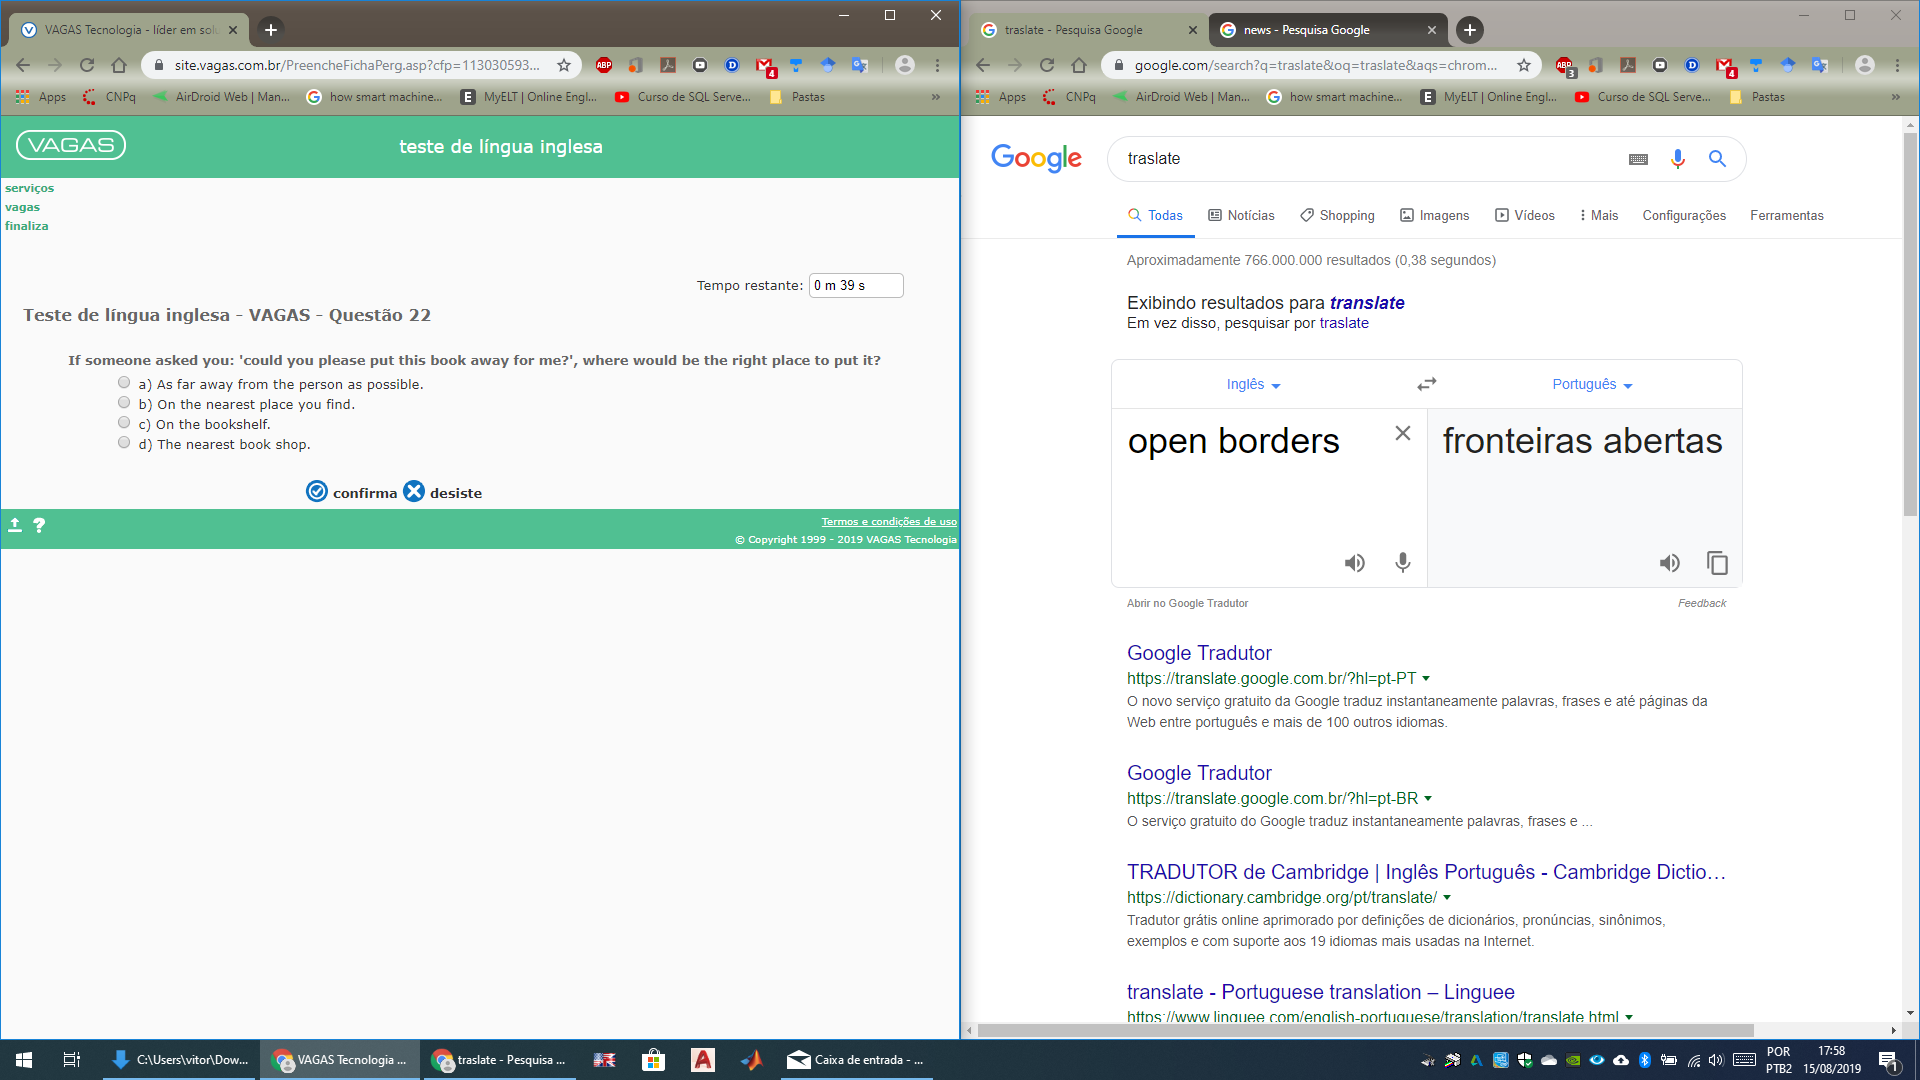 VAGAS Tecnologia - líder em solu
site.vagas.com.br/PreencheFichaPerg.asp?cfp=113030593...
ABP
4
Apps
CNPq
AirDroid Web | Man...
how smart machine...
MyELT | Online Engl...
Curso de SQL Serve...
Pastas
»
VAGAS
teste de língua inglesa
serviços
vagas
finaliza
Tempo restante: 0 m 39 s
Teste de língua inglesa - VAGAS - Questão 22
If someone asked you: 'could you please put this book away for me?', where would be the right place to put it?
a) As far away from the person as possible.
b) On the nearest place you find.
c) On the bookshelf.
d) The nearest book shop.
confirma desiste
Termos e condições de uso
© Copyright 1999 - 2019 VAGAS Tecnologia
traslate - Pesquisa Google
news - Pesquisa Google
google.com/search?q=traslate&oq=traslate&aqs=chrom...
ABP
3
4
Apps
CNPq
AirDroid Web | Man...
how smart machine...
MyELT | Online Engl...
Curso de SQL Serve...
Pastas
»
Google
traslate
Todas
Notícias
Shopping
Imagens
Vídeos
Mais
Configurações
Ferramentas
Aproximadamente 766.000.000 resultados (0,38 segundos)
Exibindo resultados para translate
Em vez disso, pesquisar por traslate
Inglês
Português
open borders
fronteiras abertas
Abrir no Google Tradutor
Feedback
Google Tradutor
https://translate.google.com.br/?hl=pt-PT
O novo serviço gratuito da Google traduz instantaneamente palavras, frases e até páginas da
Web entre português e mais de 100 outros idiomas.
Google Tradutor
https://translate.google.com.br/?hl=pt-BR
O serviço gratuito do Google traduz instantaneamente palavras, frases e ...
TRADUTOR de Cambridge | Inglês Português - Cambridge Dictio...
https://dictionary.cambridge.org/pt/translate/
Tradutor grátis online aprimorado por definições de dicionários, pronúncias, sinônimos,
exemplos e com suporte aos 19 idiomas mais usadas na Internet.
translate - Portuguese translation – Linguee
https://www.linguee.com/english-portuguese/translation/translate.html
C:\Users\vitor\Dow...
VAGAS Tecnologia ...
traslate - Pesquisa ...
Caixa de entrada - ...
POR
PTB2
17:58
15/08/2019
1